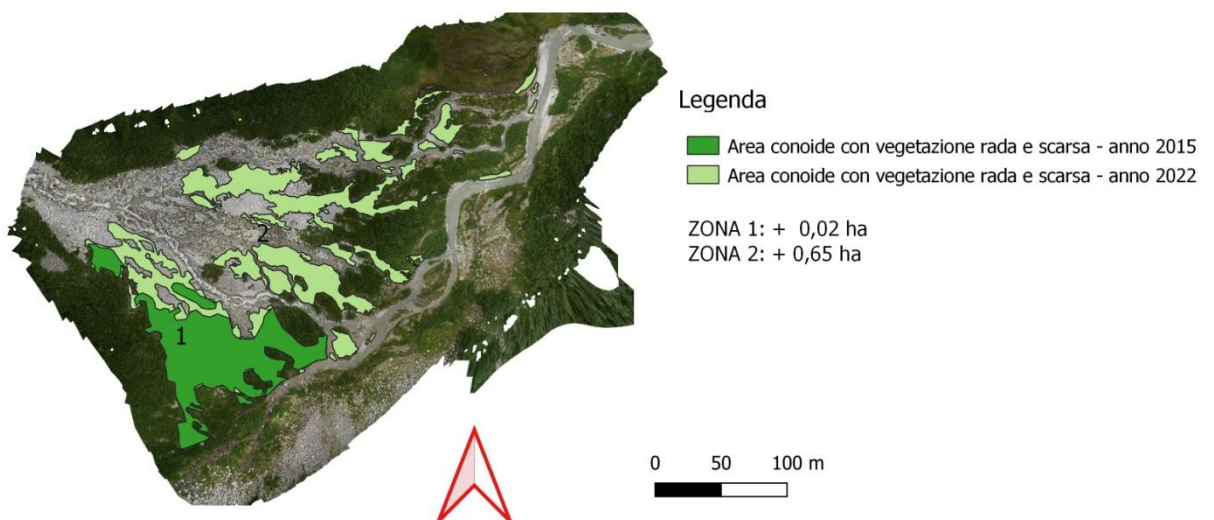 Legenda
Area conoide con vegetazione rada e scarsa - anno 2015
Area conoide con vegetazione rada e scarsa - anno 2022
ZONA 1: + 0,02 ha
ZONA 2: + 0,65 ha
2
1
0 50 100 m